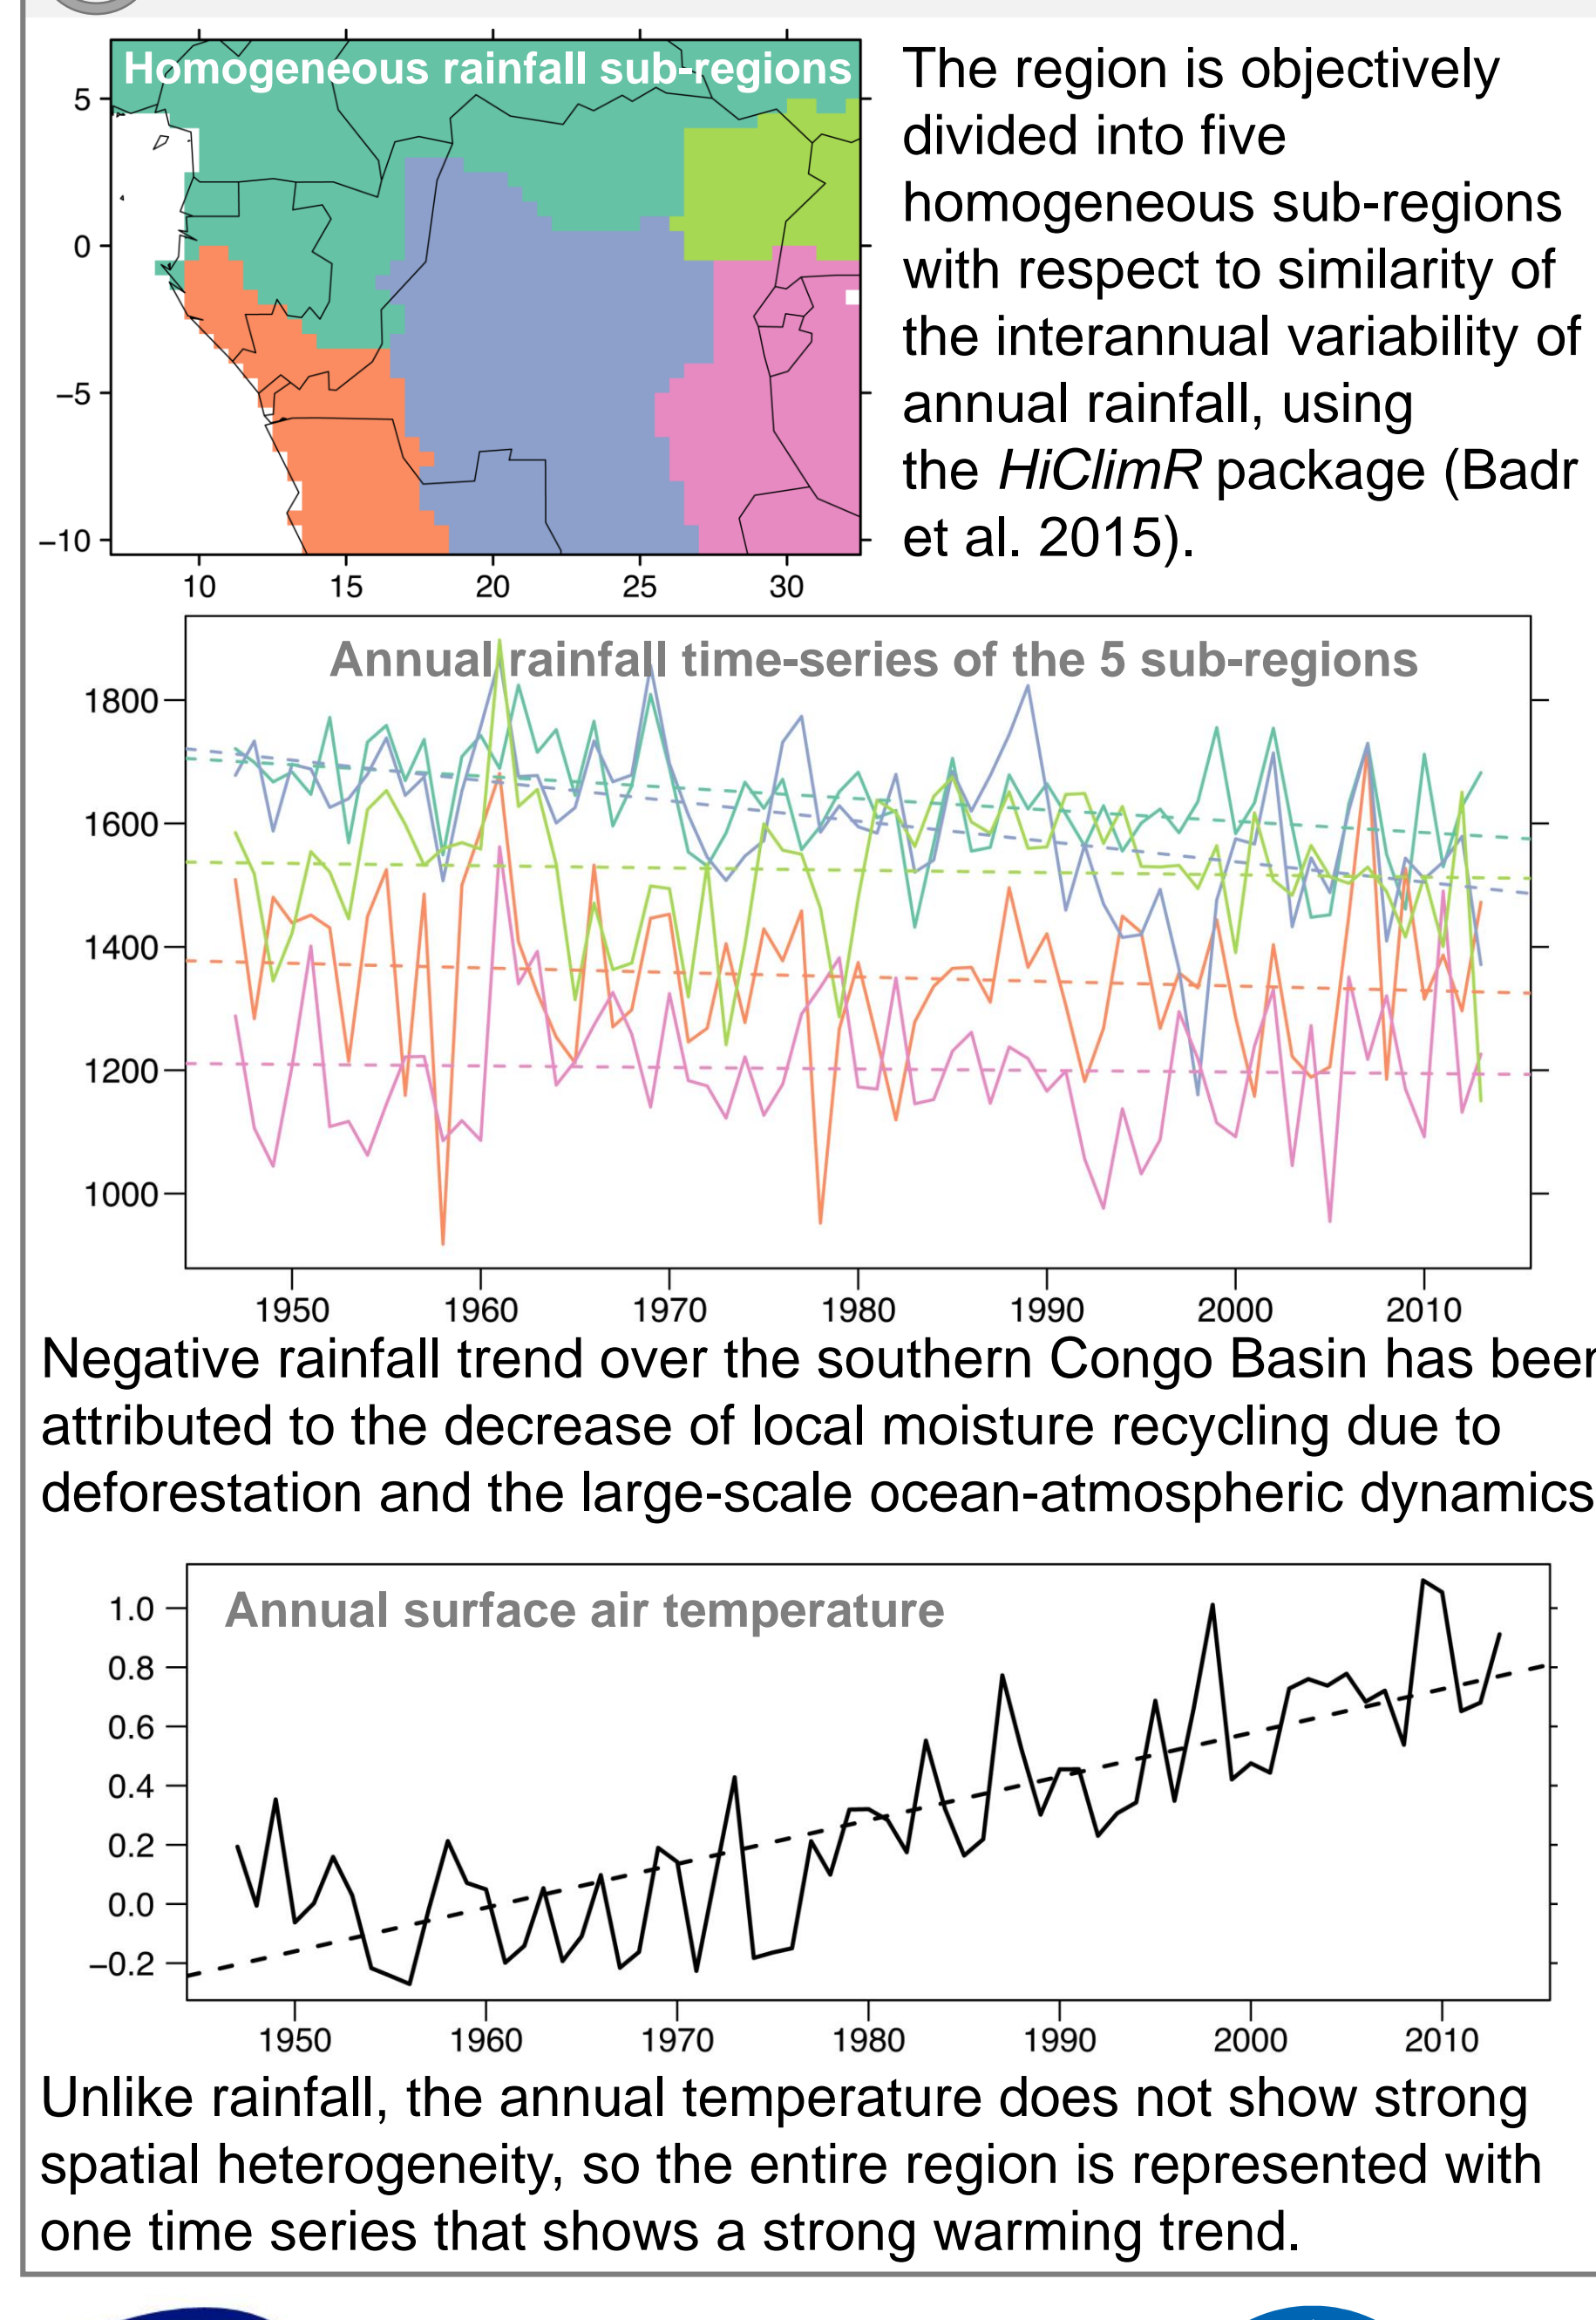 Homogeneous rainfall sub-regions
5
0
−5
−10
10 15 20 25 30
The region is objectively
divided into five
homogeneous sub-regions
with respect to similarity of
the interannual variability of
annual rainfall, using
the HiClimR package (Badr
et al. 2015).
Annual rainfall time-series of the 5 sub-regions
1800
1600
1400
1200
1000
1950 1960 1970 1980 1990 2000 2010
Negative rainfall trend over the southern Congo Basin has been
attributed to the decrease of local moisture recycling due to
deforestation and the large-scale ocean-atmospheric dynamics
Annual surface air temperature
1.0
0.8
0.6
0.4
0.2
0.0
−0.2
1950 1960 1970 1980 1990 2000 2010
Unlike rainfall, the annual temperature does not show strong
spatial heterogeneity, so the entire region is represented with
one time series that shows a strong warming trend.